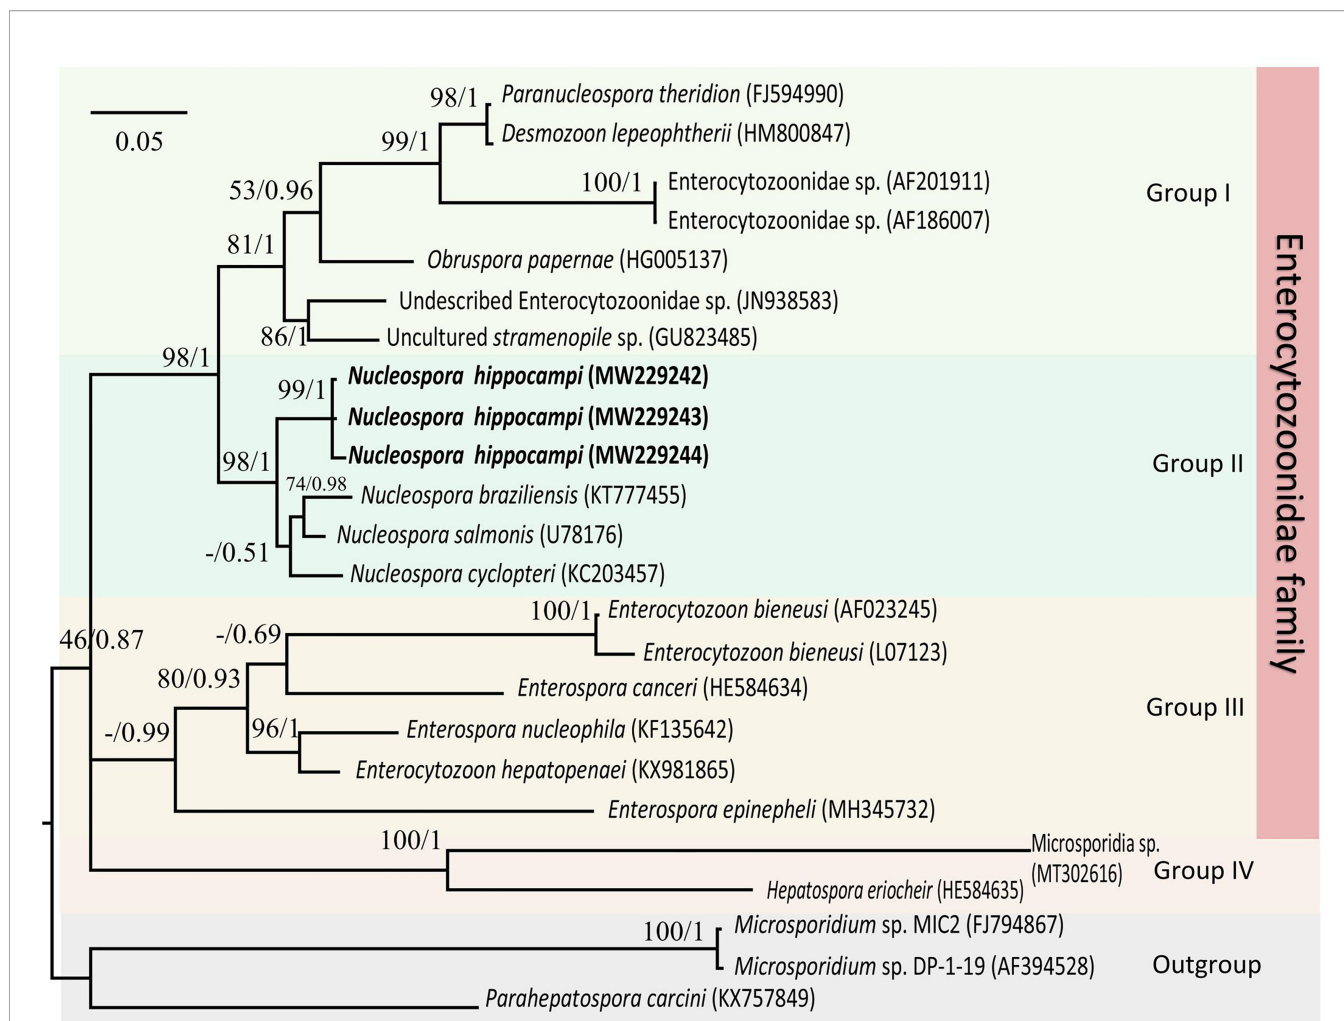 98/1
Paranucleospora theridion (FJ594990)
0.05
99/1
Desmozoon lepeophtherii (HM800847)
53/0.96
100/1
Enterocytozoonidae sp. (AF201911)
Group I
Enterocytozoonidae sp. (AF186007)
81/1
Obruspora papernae (HG005137)
Undescribed Enterocytozoonidae sp. (JN938583)
86/1
Uncultured stramenopile sp. (GU823485)
98/1
99/1
Nucleospora hippocampi (MW229242)
Nucleospora hippocampi (MW229243)
98/1
Nucleospora hippocampi (MW229244)
Group II
74/0.98
Nucleospora braziliensis (KT777455)
Nucleospora salmonis (U78176)
-/0.51
Nucleospora cyclopteri (KC203457)
Enterocytozoonidae family
100/1
Enterocytozoon bieneusi (AF023245)
46/0.87
-/0.69
Enterocytozoon bieneusi (L07123)
80/0.93
Enterospora canceri (HE584634)
Group III
-/0.99
96/1
Enterospora nucleophila (KF135642)
Enterocytozoon hepatopenaei (KX981865)
Enterospora epinepheli (MH345732)
100/1
Microsporidia sp.
(MT302616)
Group IV
Hepatospora eriocheir (HE584635)
100/1
Microsporidium sp. MIC2 (FJ794867)
Microsporidium sp. DP-1-19 (AF394528)
Outgroup
Parahepatospora carcini (KX757849)